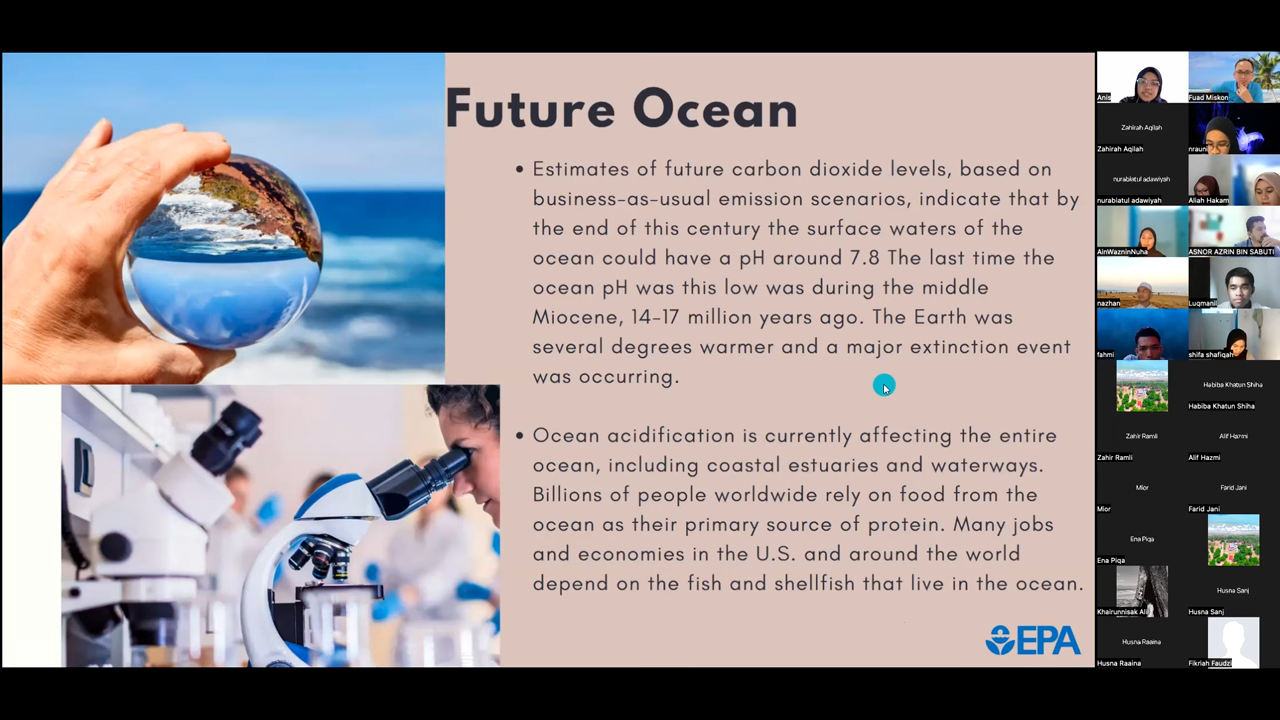 Future Ocean
• Estimates of future carbon dioxide levels, based on
business-as-usual emission scenarios, indicate that by
the end of this century the surface waters of the
ocean could have a pH around 7.8 The last time the
ocean pH was this low was during the middle
Miocene, 14-17 million years ago. The Earth was
several degrees warmer and a major extinction event
was occurring.
• Ocean acidification is currently affecting the entire
ocean, including coastal estuaries and waterways.
Billions of people worldwide rely on food from the
ocean as their primary source of protein. Many jobs
and economies in the U.S. and around the world
depend on the fish and shellfish that live in the ocean.
EPA
Anis
Fuad Miskon
Zahirah Aqilah
Zahirah Aqilah
nraun
nurabiatul adawiyah
nurabiatul adawiyah
Aliah Hakam
AinWazninNuha
ASNOR AZRIN BIN SABUTI
nazhan
Luqmanil
fahmi
shifa shafiqah
Habiba Khatun Shiha
Habiba Khatun Shiha
Zahir Ramli
Alif Hazmi
Zahir Ramli
Alif Hazmi
Mior
Farid Jani
Mior
Farid Jani
Ena Piqa
Ena Piqa
Husna Sanj
Khairunnisak Ali
Husna Sanj
Husna Raaina
Husna Raaina
Fikriah Faudzi